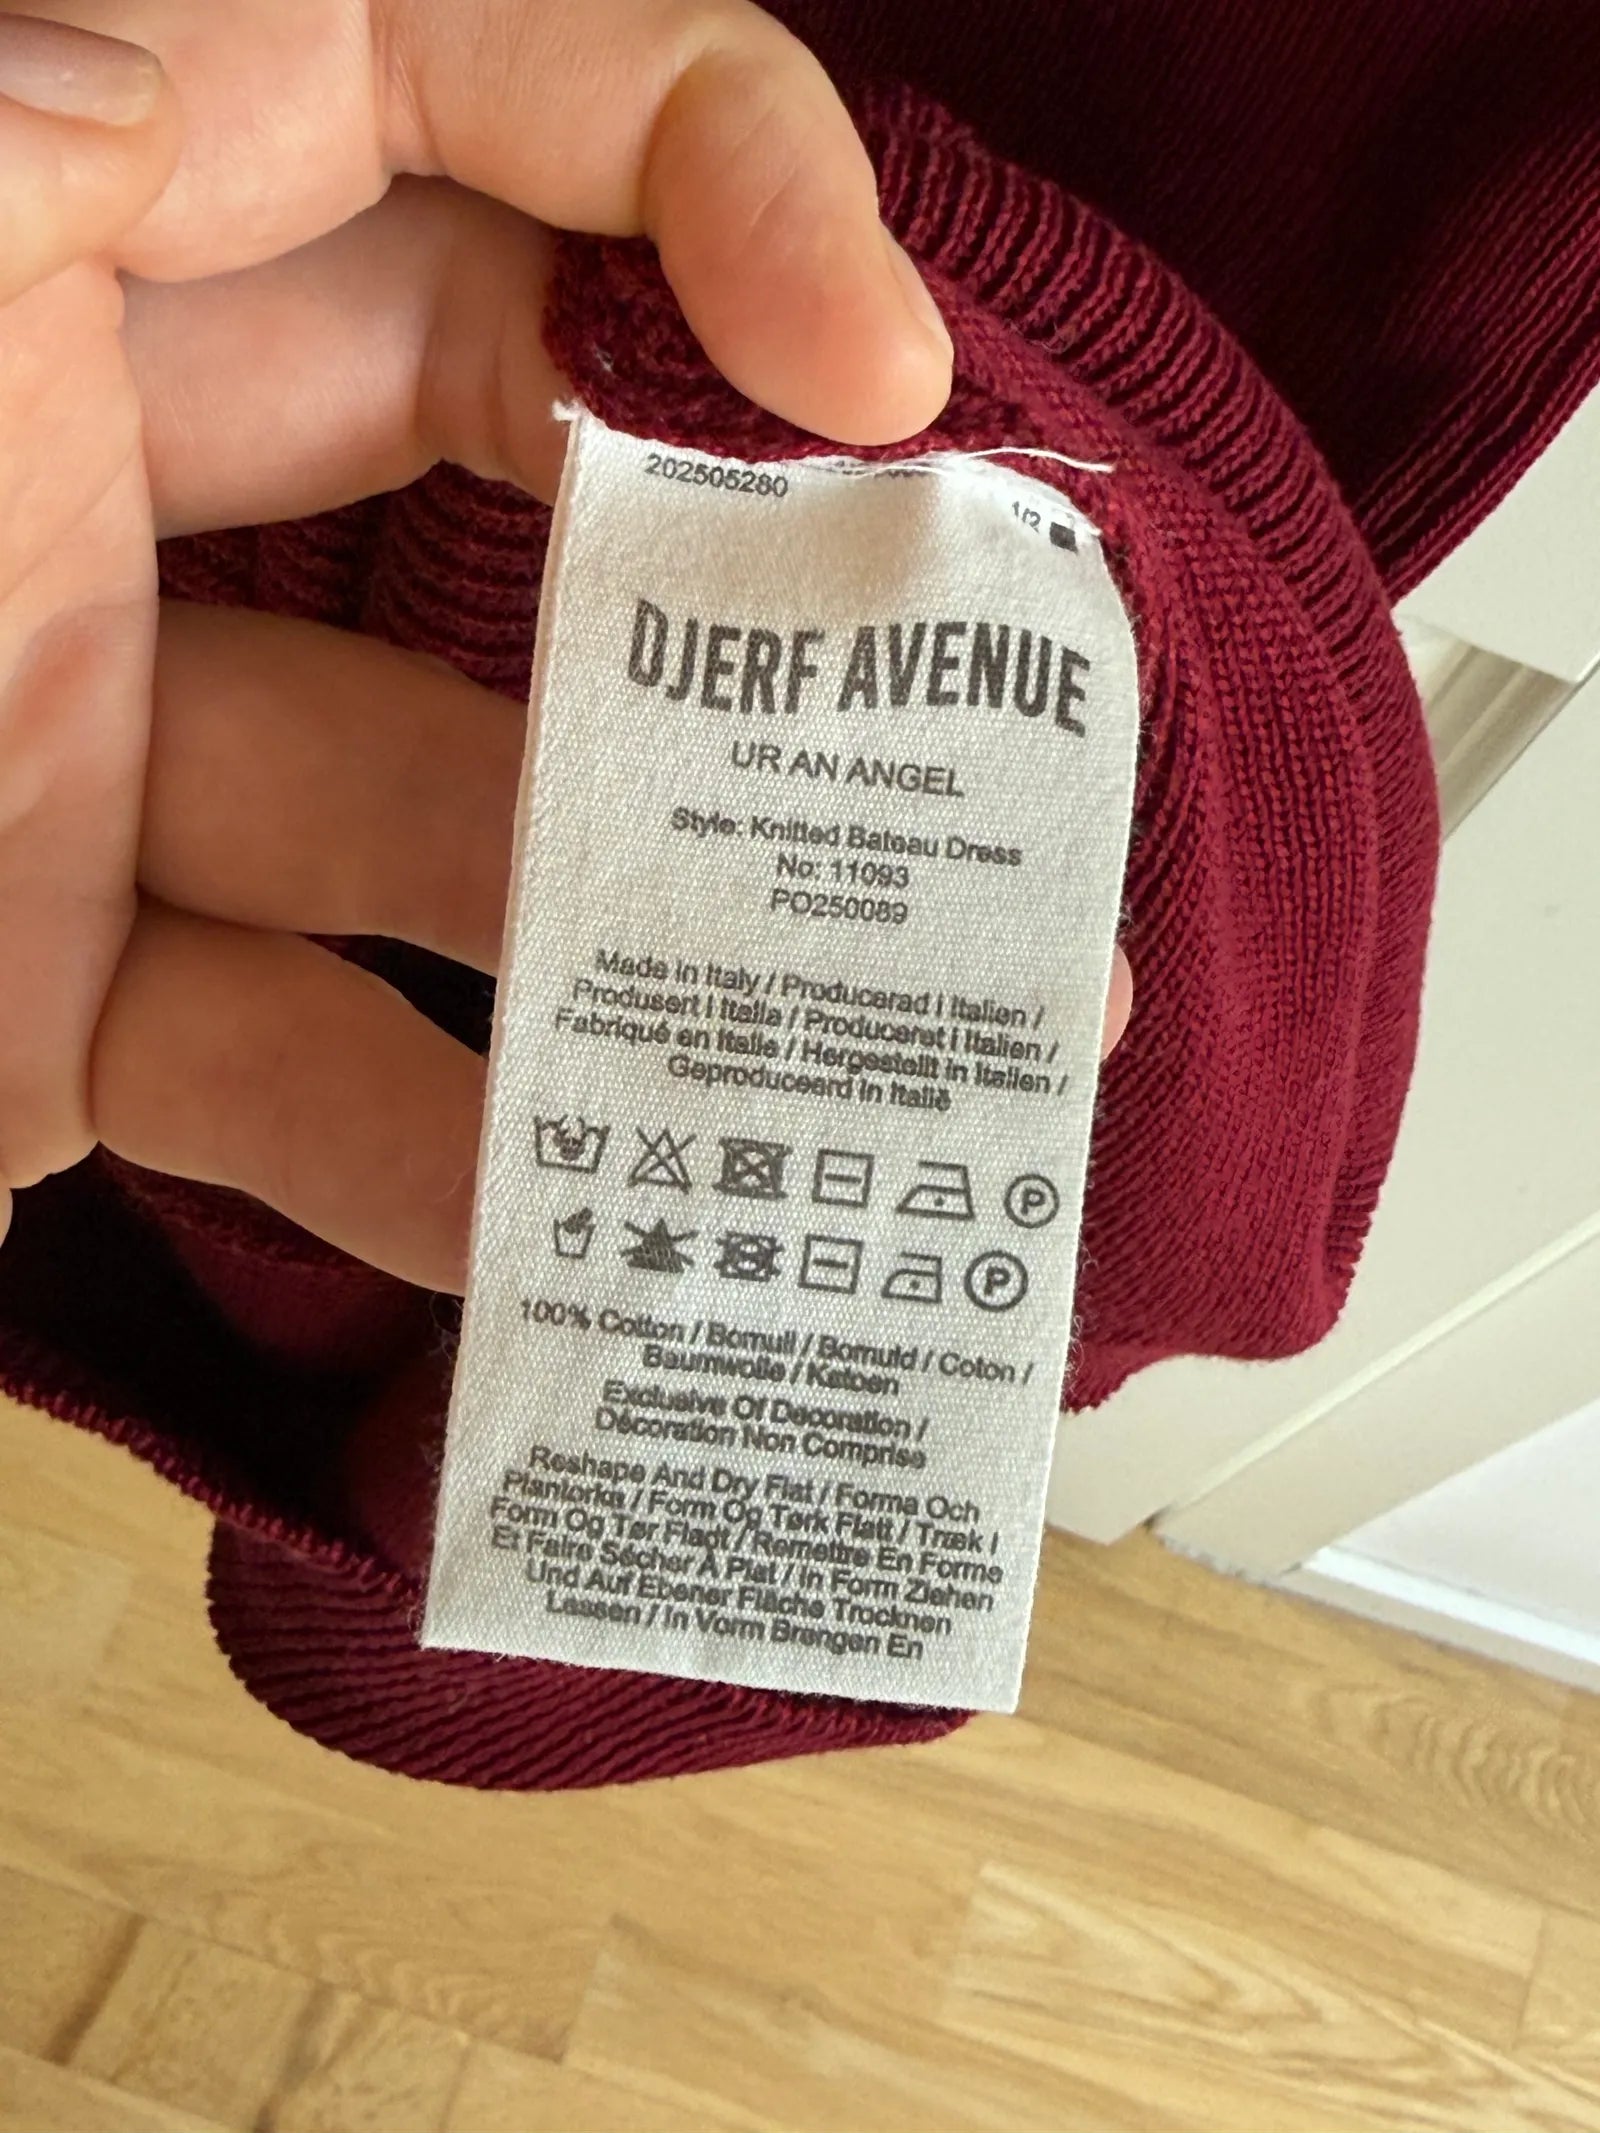 202505280
1/2
DJERF AVENUE
UR AN ANGEL
Style: Knitted Bateau Dress
No: 11093
PO250089
Made in Italy / Producerad i Italien /
Produsert i Italia / Produceret i Italien /
Fabriqué en Italie / Hergestellt in Italien /
Geproduceerd in Italië
P
P
100% Cotton / Bomull / Bomuld / Coton /
Baumwolle / Katoen
Exclusive Of Decoration /
Décoration Non Comprise
Reshape And Dry Flat / Forma Och
Plantorka / Form Og Tørk Flatt / Træk I
Form Og Tør Fladt / Remettre En Forme
Et Faire Sécher À Plat / In Form Ziehen
Und Auf Ebener Fläche Trocknen
Lassen / In Vorm Brengen En